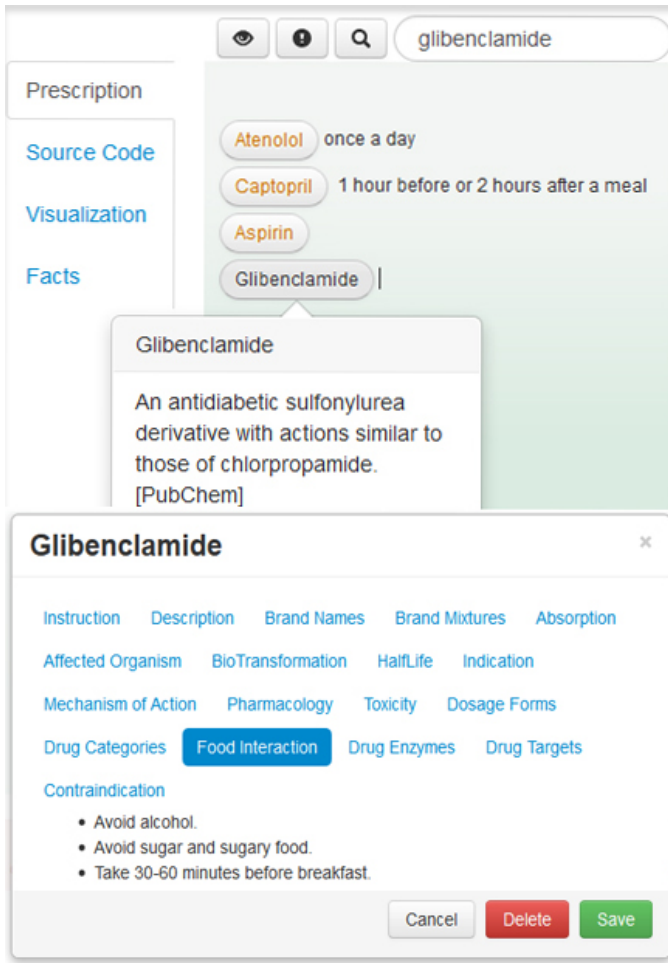 glibenclamide
Prescription
Source Code
Visualization
Facts
Atenolol once a day
Captopril 1 hour before or 2 hours after a meal
Aspirin
Glibenclamide
Glibenclamide
An antidiabetic sulfonylurea
derivative with actions similar to
those of chlorpropamide.
[PubChem]
Glibenclamide ×
Instruction Description Brand Names Brand Mixtures Absorption
Affected Organism BioTransformation HalfLife Indication
Mechanism of Action Pharmacology Toxicity Dosage Forms
Drug Categories Food Interaction Drug Enzymes Drug Targets
Contraindication
• Avoid alcohol.
• Avoid sugar and sugary food.
• Take 30-60 minutes before breakfast.
Cancel Delete Save